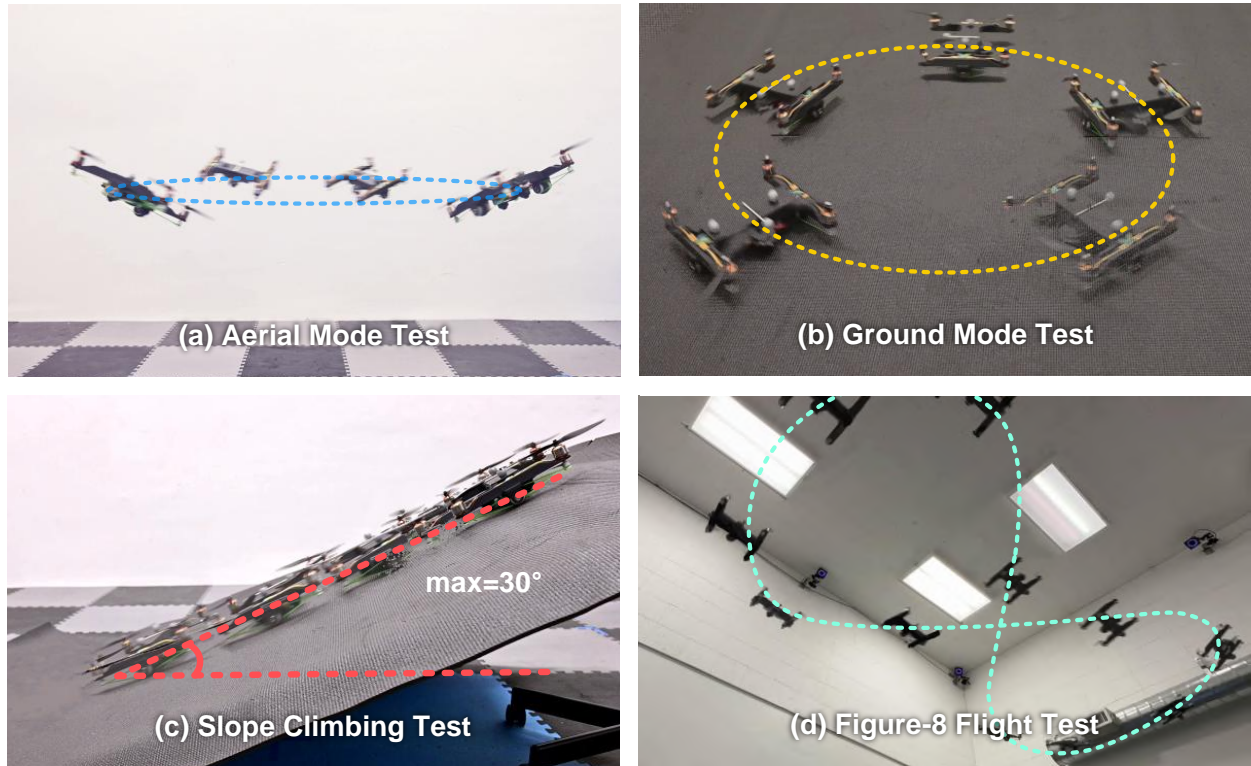 (a) Aerial Mode Test
(b) Ground Mode Test
max=30°
(c) Slope Climbing Test
(d) Figure-8 Flight Test